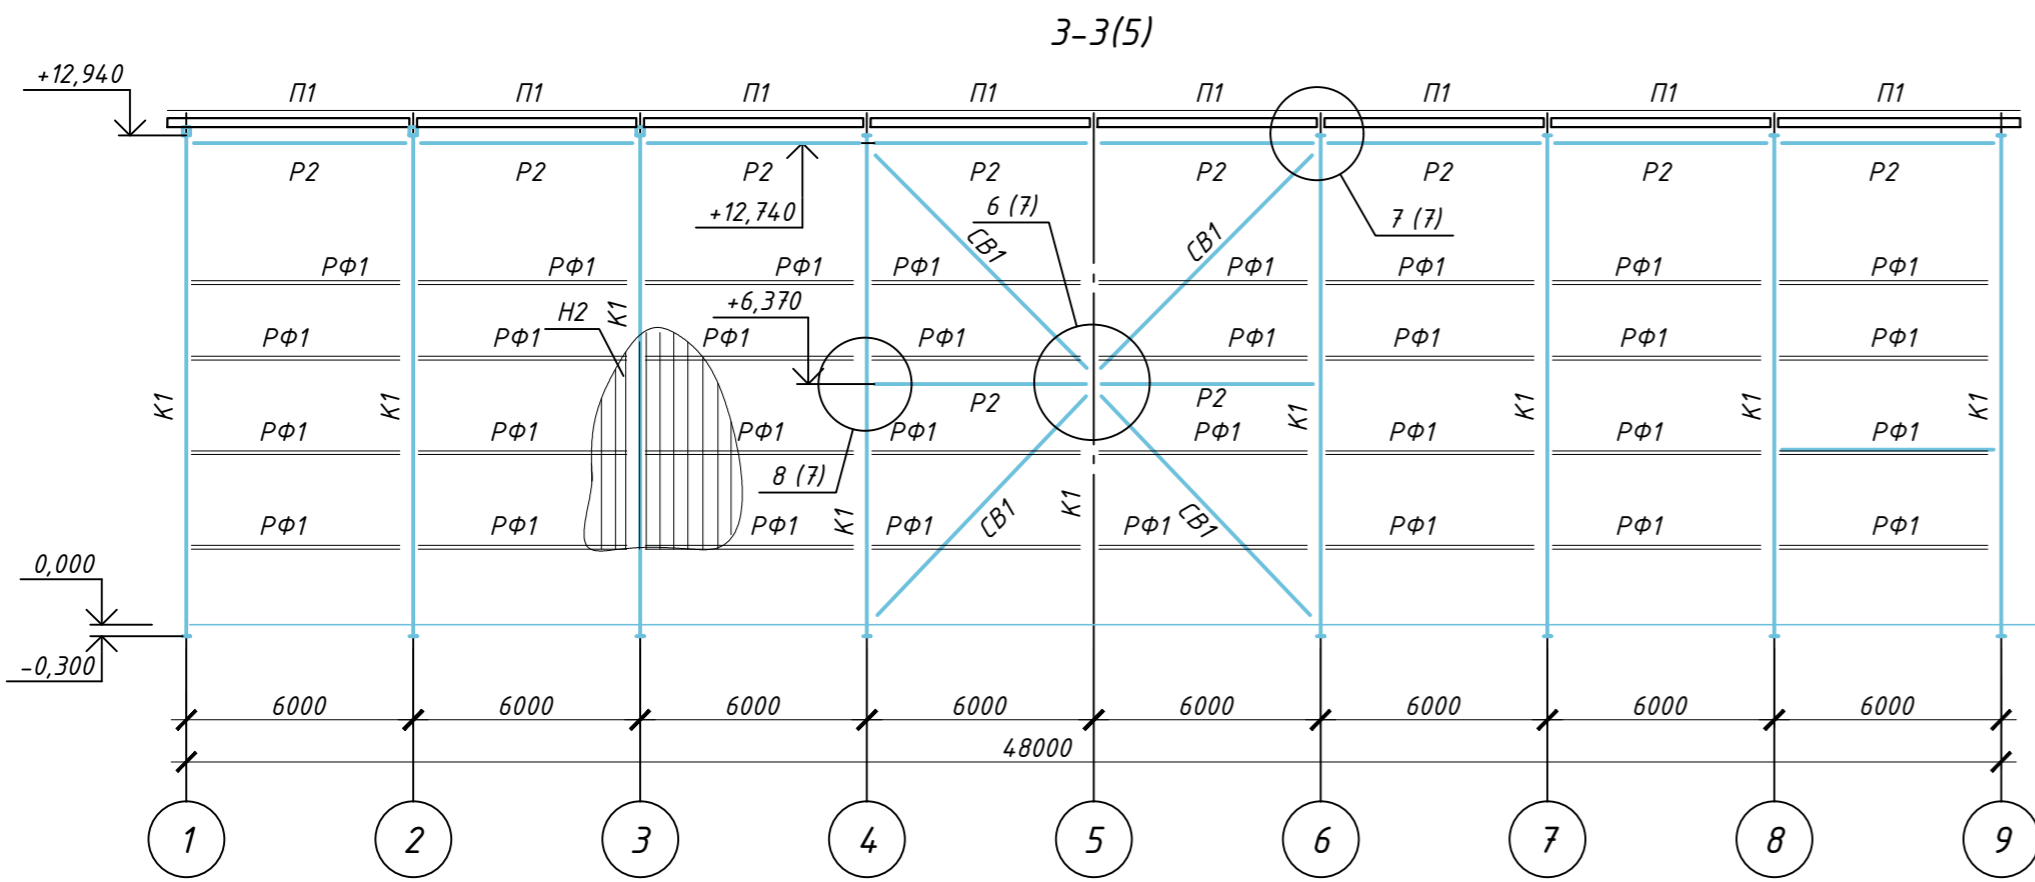 3-3(5)
+12,940
П1 П1 П1 П1 П1 П1 П1 П1
Р2 Р2 Р2 Р2 Р2 Р2 Р2 Р2
+12,740
6 (7)
7 (7)
СВ1 СВ1
РФ1 РФ1 РФ1 РФ1 РФ1 РФ1 РФ1 РФ1
+6,370
Н2
К1
РФ1 РФ1 РФ1 РФ1 РФ1 РФ1 РФ1 РФ1
К1 К1 Р2 Р2 К1 К1 К1 К1
РФ1 РФ1 РФ1 РФ1 РФ1 РФ1 РФ1 РФ1
8 (7)
К1 К1
СВ1 СВ1
РФ1 РФ1 РФ1 РФ1 РФ1 РФ1 РФ1 РФ1
0,000
-0,300
6000 6000 6000 6000 6000 6000 6000 6000
48000
1 2 3 4 5 6 7 8 9